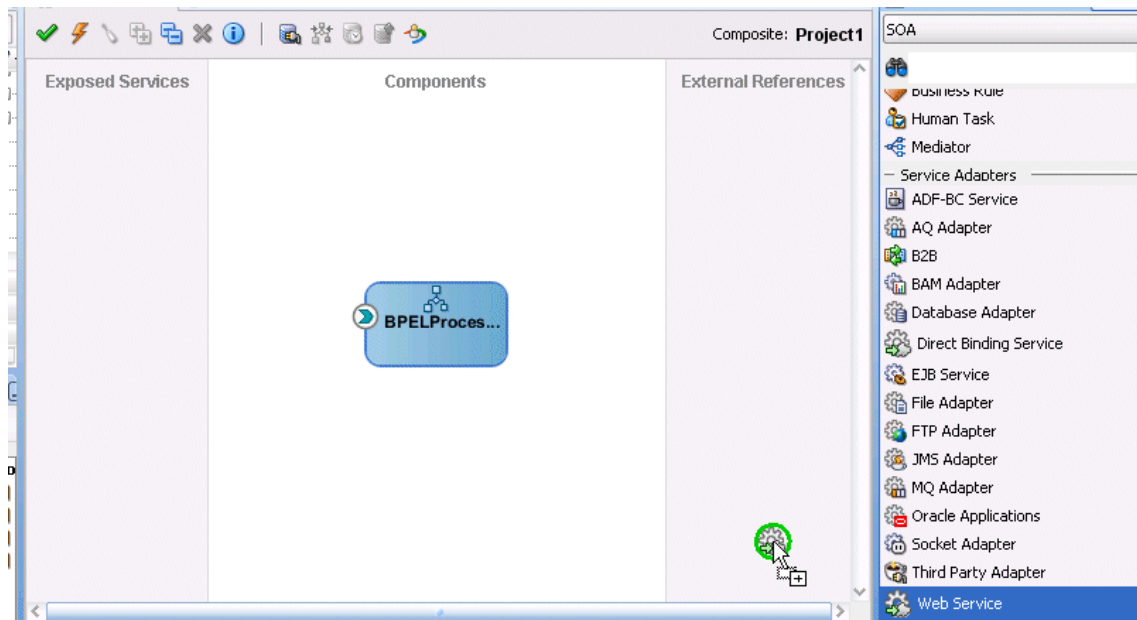 Composite: Project1
Exposed Services
Components
External References
BPELProces...
SOA
Business Rule
Human Task
Mediator
Service Adapters
ADF-BC Service
AQ Adapter
B2B
BAM Adapter
Database Adapter
Direct Binding Service
EJB Service
File Adapter
FTP Adapter
JMS Adapter
MQ Adapter
Oracle Applications
Socket Adapter
Third Party Adapter
Web Service